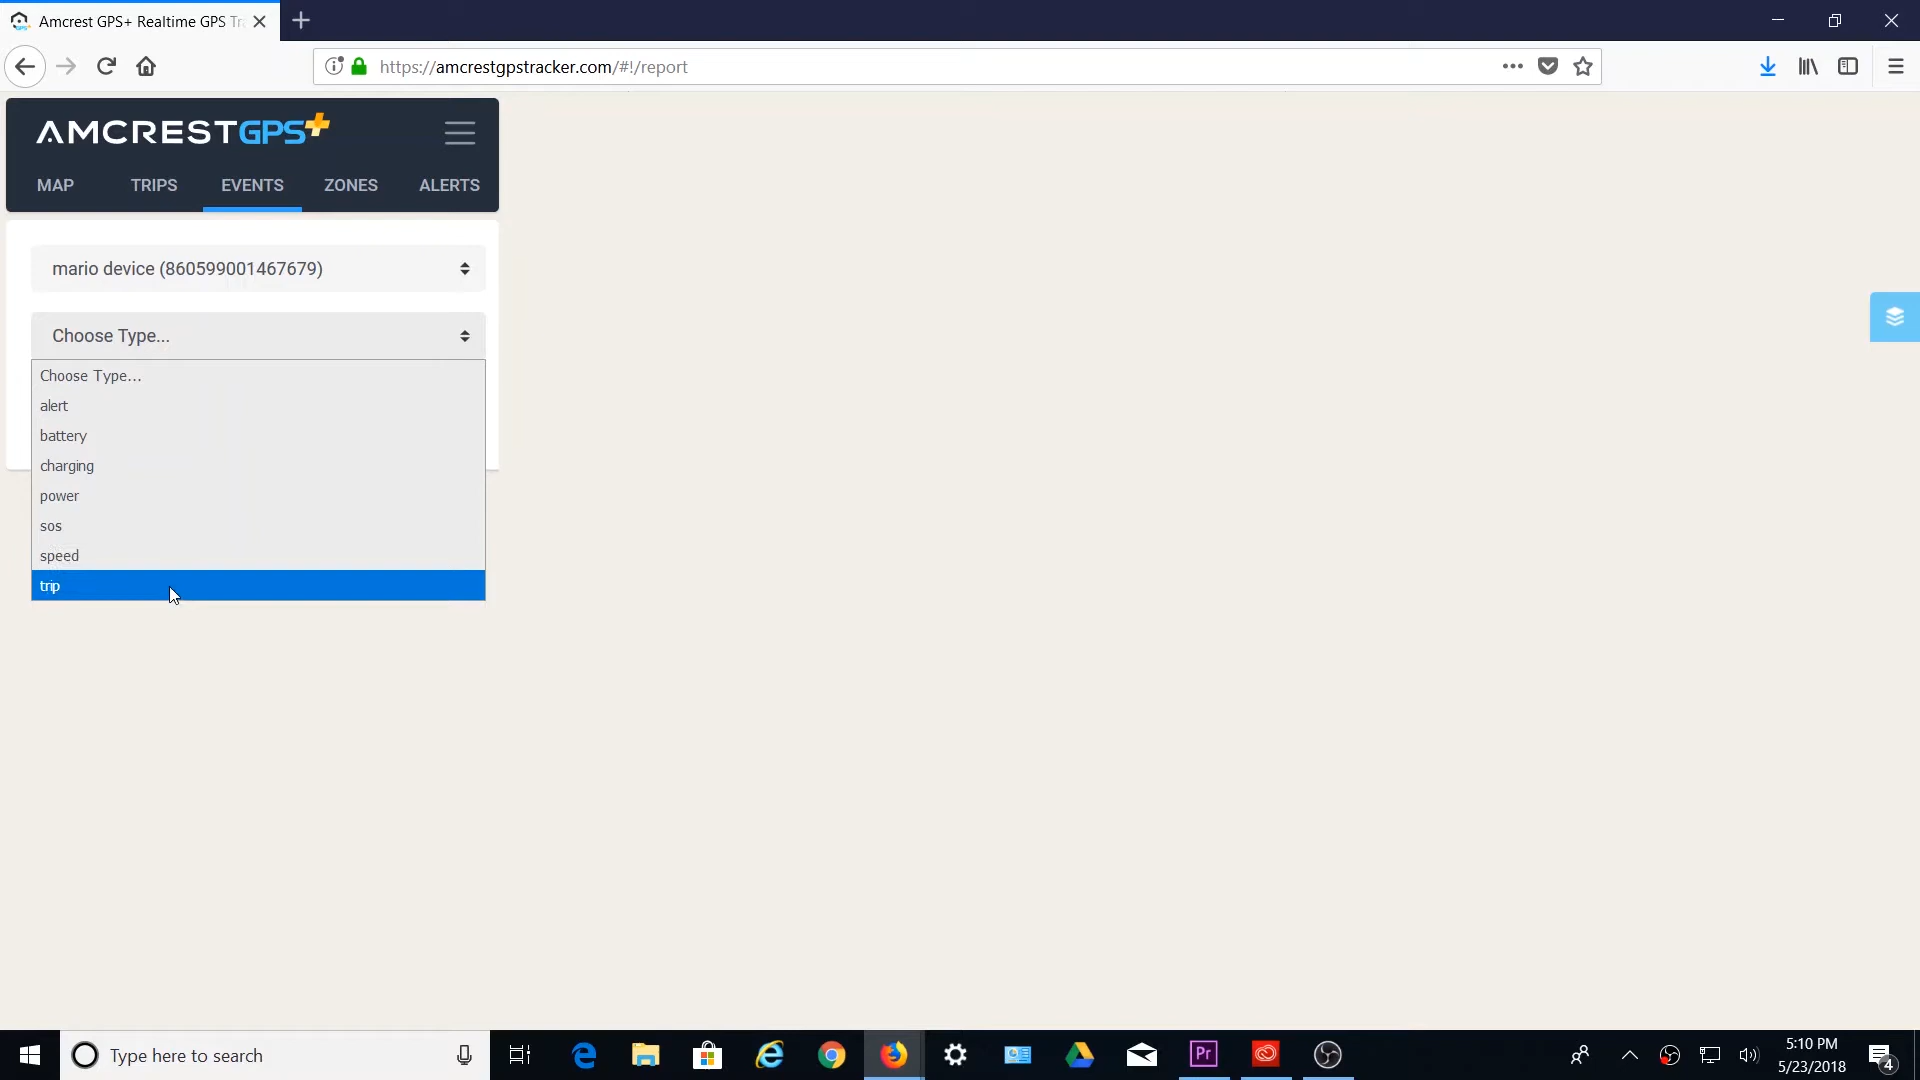 Amcrest GPS+ Realtime GPS Tr
https://amcrestgpstracker.com/#!/report
AMCRESTGPS+
MAP TRIPS EVENTS ZONES ALERTS
mario device (860599001467679)
Choose Type...
Choose Type...
alert
battery
charging
power
sos
speed
trip
Type here to search
Pr
5:10 PM
5/23/2018
4